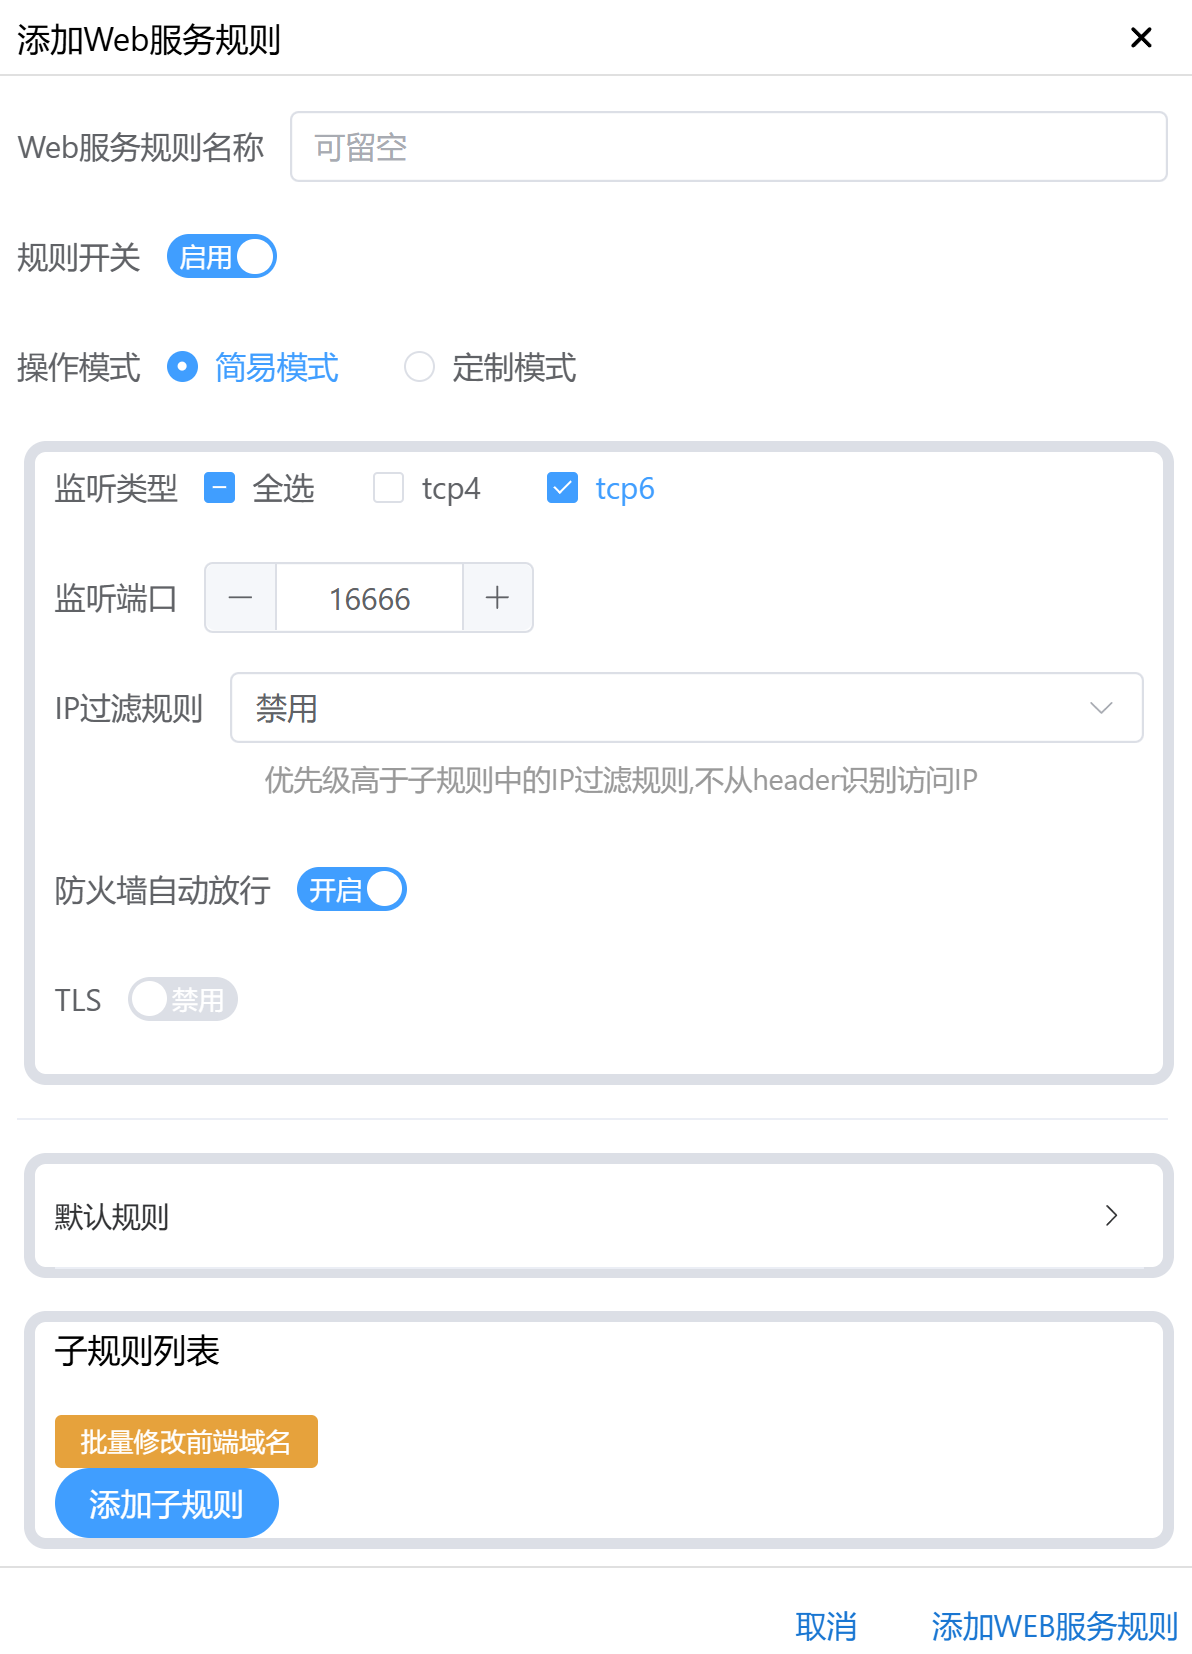 添加Web服务规则
Web服务规则名称 可留空
规则开关 启用
操作模式 简易模式 定制模式
监听类型 全选 tcp4 tcp6
监听端口 16666
IP过滤规则 禁用
优先级高于子规则中的IP过滤规则,不从header识别访问IP
防火墙自动放行 开启
TLS 禁用
默认规则
子规则列表
批量修改前端域名
添加子规则
取消 添加WEB服务规则